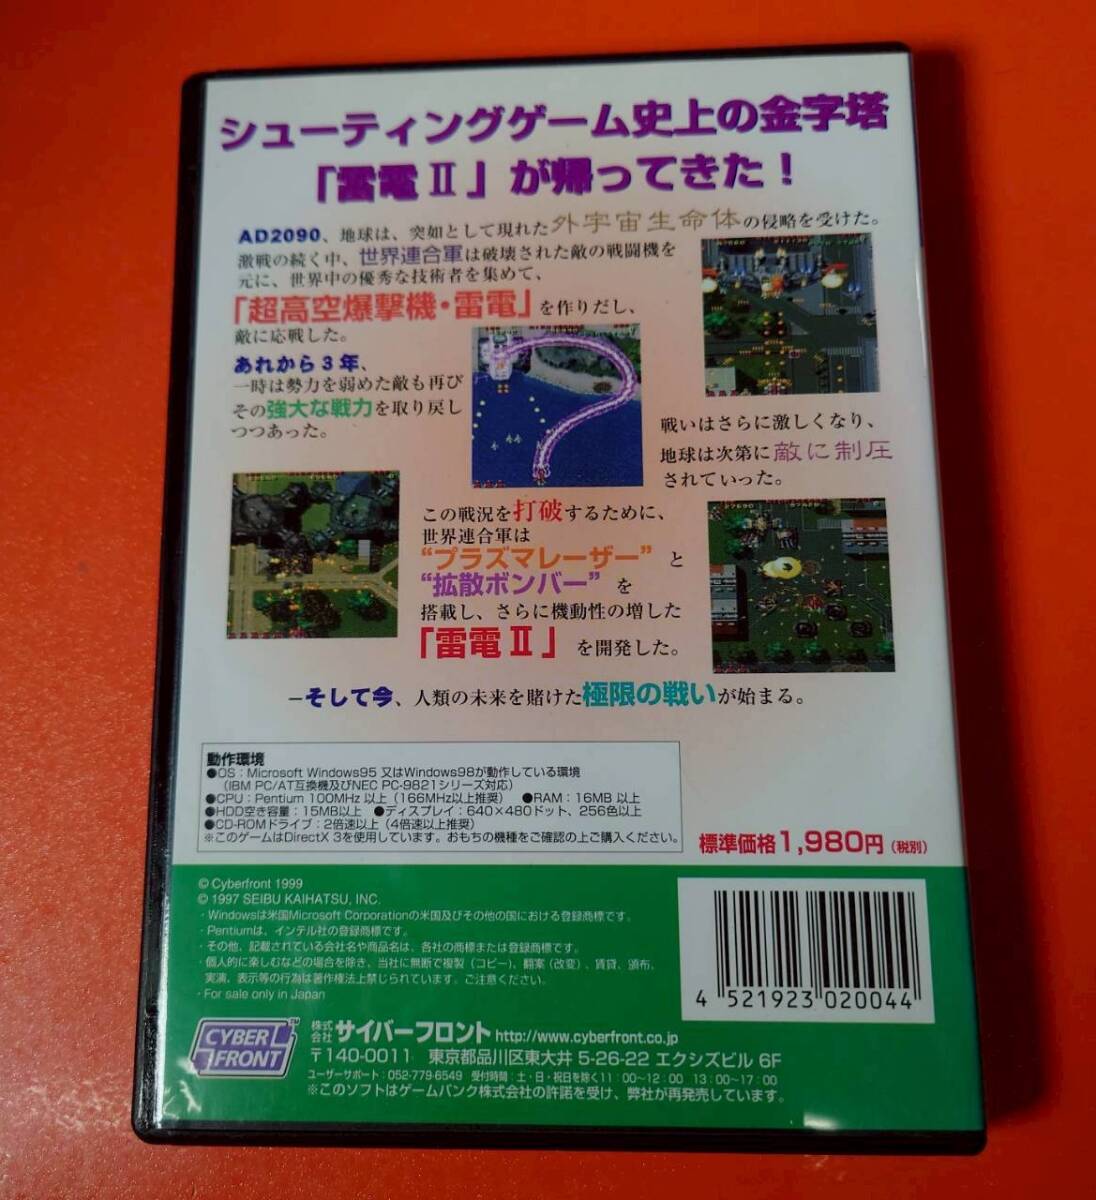 シューティングゲーム史上の金字塔
「雷電Ⅱ」が帰ってきた！
AD2090、地球は、突如として現れた外宇宙生命体の侵略を受けた。
激戦の続く中、世界連合軍は破壊された敵の戦闘機を
元に、世界中の優秀な技術者を集めて、
「超高空爆撃機・雷電」を作りだし、
敵に応戦した。
あれから３年、
一時は勢力を弱めた敵も再び
その強大な戦力を取り戻し
つつあった。
戦いはさらに激しくなり、
地球は次第に敵に制圧
されていった。
この戦況を打破するために、
世界連合軍は
“プラズマレーザー”と
“拡散ボンバー”を
搭載し、さらに機動性の増した
「雷電Ⅱ」を開発した。
－そして今、人類の未来を賭けた極限の戦いが始まる。
動作環境
●OS：Microsoft Windows95 又はWindows98が動作している環境
（IBM PC/AT互換機及びNEC PC-9821シリーズ対応）
●CPU：Pentium 100MHz 以上（166MHz以上推奨） ●RAM：16MB 以上
●HDD空き容量：15MB以上 ●ディスプレイ：640×480ドット、256色以上
●CD-ROMドライブ：2倍速以上（4倍速以上推奨）
※このゲームはDirectX 3を使用しています。おもちの機種をご確認の上ご購入ください。
標準価格1,980円（税別）
© Cyberfront 1999
© 1997 SEIBU KAIHATSU, INC.
・Windowsは米国Microsoft Corporationの米国及びその他の国における登録商標です。
・Pentiumは、インテル社の登録商標です。
・その他、記載されている会社名や商品名は、各社の商標または登録商標です。
・個人的に楽しむなどの場合を除き、当社に無断で複製（コピー）、翻案（改変）、賃貸、頒布、
実演、表示等の行為は著作権法上禁じられています。ご注意ください。
・For sale only in Japan
4 521923 020044
CYBER FRONT™
株式会社サイバーフロント http://www.cyberfront.co.jp
〒140-0011 東京都品川区東大井 5-26-22 エクシズビル 6F
ユーザーサポート：052-779-6549 受付時間：土・日・祝日を除く11：00～12：00 13：00～17：00
※このソフトはゲームバンク株式会社の許諾を受け、弊社が再発売しています。